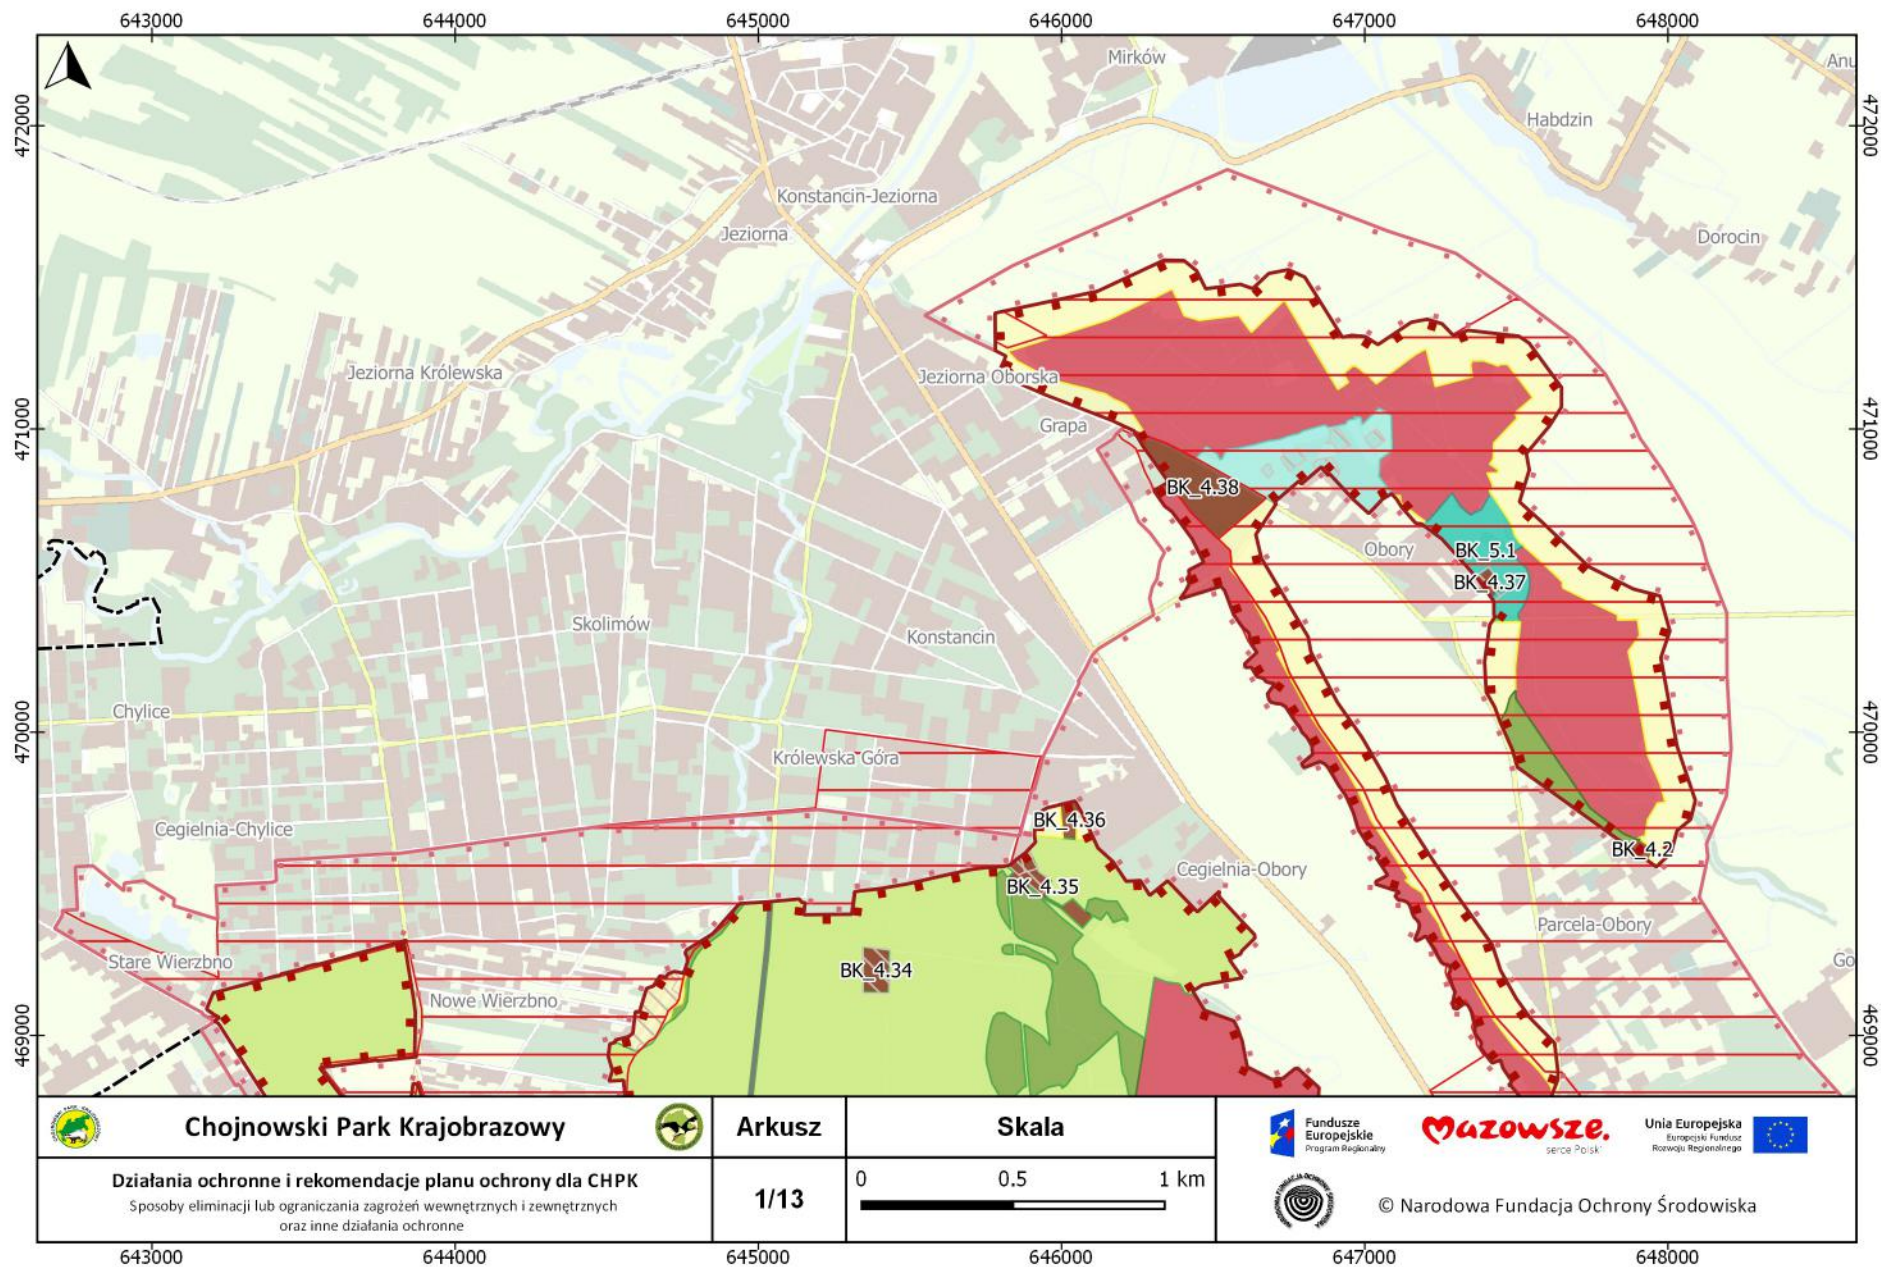 643000 644000 645000 646000 647000 648000
Mirków
Anu
472000
472000
Habdzin
Konstancin-Jeziorna
Jeziorna
Dorocin
Jeziorna Królewska
Jeziorna Oborska
Grapa
471000
471000
BK_4.38
Obory
BK_5.1
BK_4.37
Skolimów
Konstancin
Chylice
470000
470000
Królewska Góra
Cegielnia-Chylice
BK_4.36
BK_4.2
Cegielnia-Obory
BK_4.35
Parcela-Obory
Stare Wierzbno
BK_4.34
Gó
Nowe Wierzbno
469000
469000
Chojnowski Park Krajobrazowy
Arkusz
Skala
Działania ochronne i rekomendacje planu ochrony dla CHPK
Sposoby eliminacji lub ograniczania zagrożeń wewnętrznych i zewnętrznych
oraz inne działania ochronne
1/13
0 0.5 1 km
Fundusze
Europejskie
Program Regionalny
Mazowsze.
serce Polski
Unia Europejska
Europejski Fundusz
Rozwoju Regionalnego
© Narodowa Fundacja Ochrony Środowiska
643000 644000 645000 646000 647000 648000